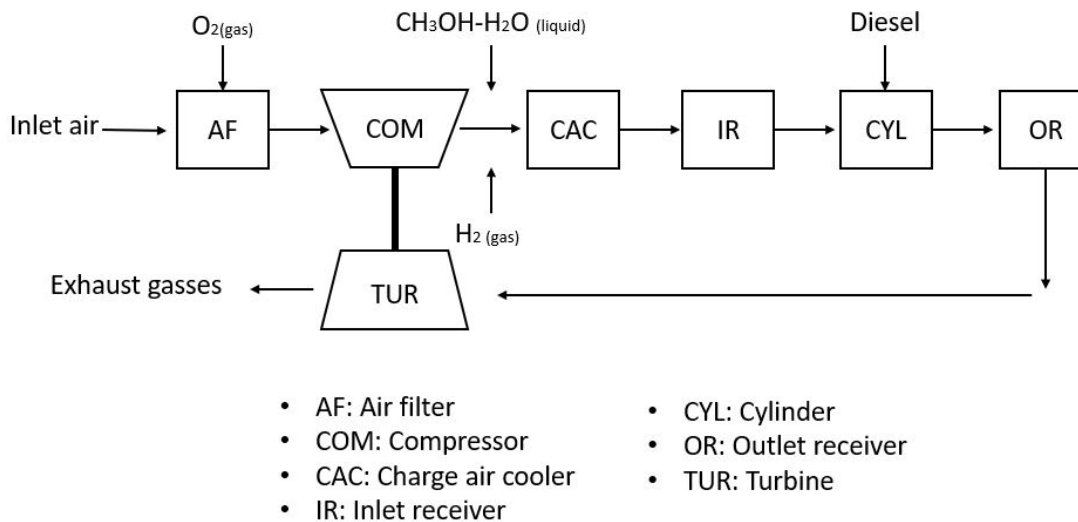 O2(gas)
CH3OH-H2O (liquid)
Diesel
Inlet air
AF
COM
CAC
IR
CYL
OR
H2 (gas)
Exhaust gasses
TUR
• AF: Air filter
• COM: Compressor
• CAC: Charge air cooler
• IR: Inlet receiver
• CYL: Cylinder
• OR: Outlet receiver
• TUR: Turbine